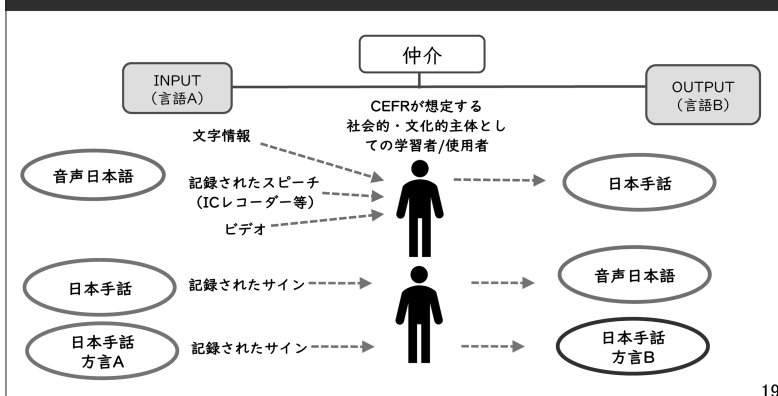 仲介
INPUT
（言語A）
OUTPUT
（言語B）
CEFRが想定する
社会的・文化的主体とし
ての学習者/使用者
文字情報
音声日本語
記録されたスピーチ
（ICレコーダー等）
ビデオ
日本手話
日本手話
記録されたサイン
音声日本語
日本手話
方言A
記録されたサイン
日本手話
方言B
19